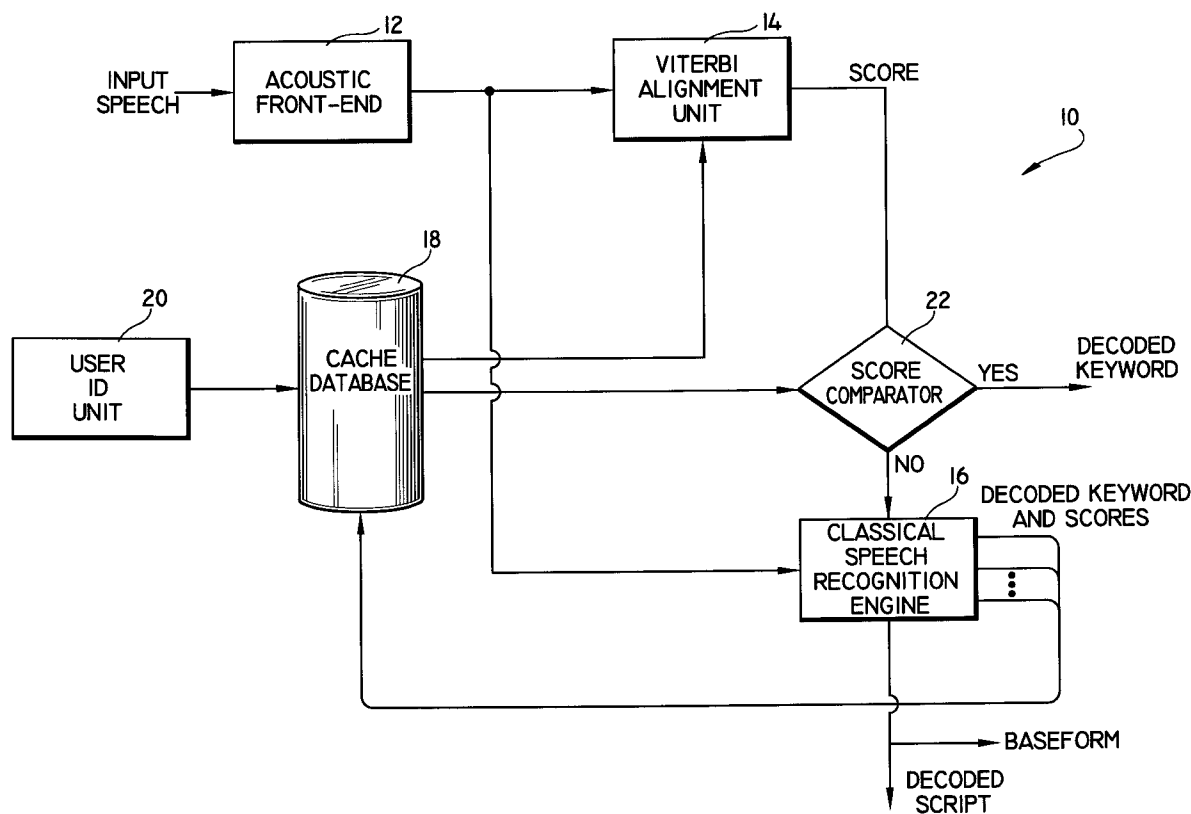 12
14
INPUT
SPEECH
ACOUSTIC
FRONT-END
VITERBI
ALIGNMENT
UNIT
SCORE
10
18
20
22
USER
ID
UNIT
CACHE
DATABASE
SCORE
COMPARATOR
YES
DECODED
KEYWORD
NO
16
DECODED KEYWORD
AND SCORES
CLASSICAL
SPEECH
RECOGNITION
ENGINE
BASEFORM
DECODED
SCRIPT